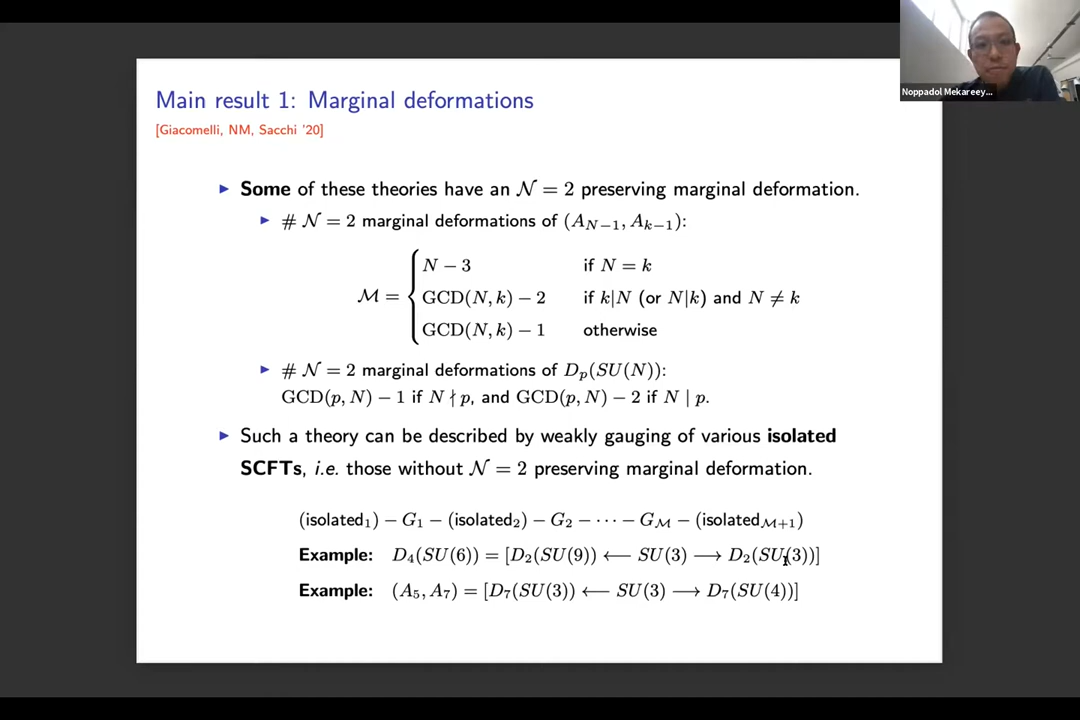 Noppadol Mekareey...
Main result 1: Marginal deformations
[Giacomelli, NM, Sacchi '20]
▶ Some of these theories have an 𝒩 = 2 preserving marginal deformation.
▶ # 𝒩 = 2 marginal deformations of (A_{N−1}, A_{k−1}):
N − 3 if N = k
ℳ = { GCD(N, k) − 2 if k|N (or N|k) and N ≠ k
GCD(N, k) − 1 otherwise
▶ # 𝒩 = 2 marginal deformations of D_p(SU(N)):
GCD(p, N) − 1 if N ∤ p, and GCD(p, N) − 2 if N | p.
▶ Such a theory can be described by weakly gauging of various isolated
SCFTs, i.e. those without 𝒩 = 2 preserving marginal deformation.
(isolated₁) − G₁ − (isolated₂) − G₂ − ··· − G_ℳ − (isolated_{ℳ+1})
Example: D₄(SU(6)) = [D₂(SU(9)) ⟵ SU(3) ⟶ D₂(SU(3))]
Example: (A₅, A₇) = [D₇(SU(3)) ⟵ SU(3) ⟶ D₇(SU(4))]